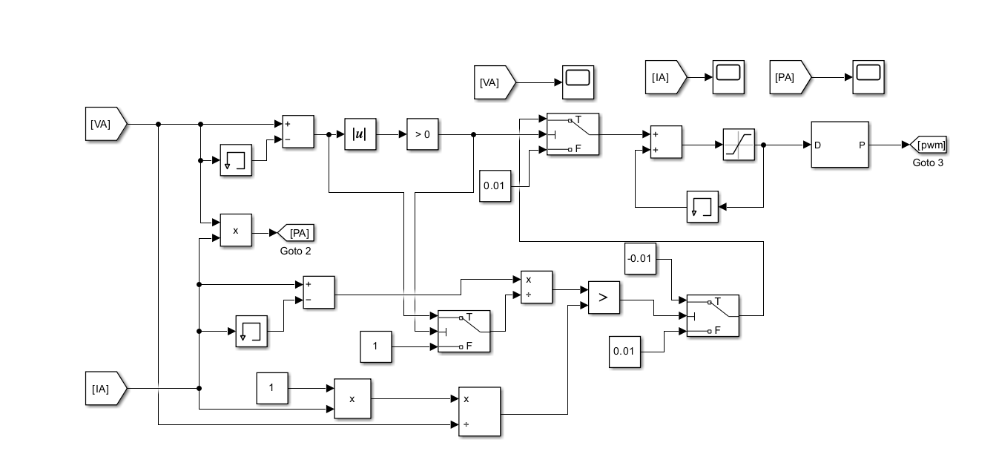 [VA]
[IA]
[PA]
[VA]
+
−
|u|
> 0
T
F
+
+
D
P
[pwm]
Goto 3
0.01
x
[PA]
Goto 2
-0.01
+
−
x
÷
>
T
F
T
F
1
0.01
[IA]
1
x
x
÷